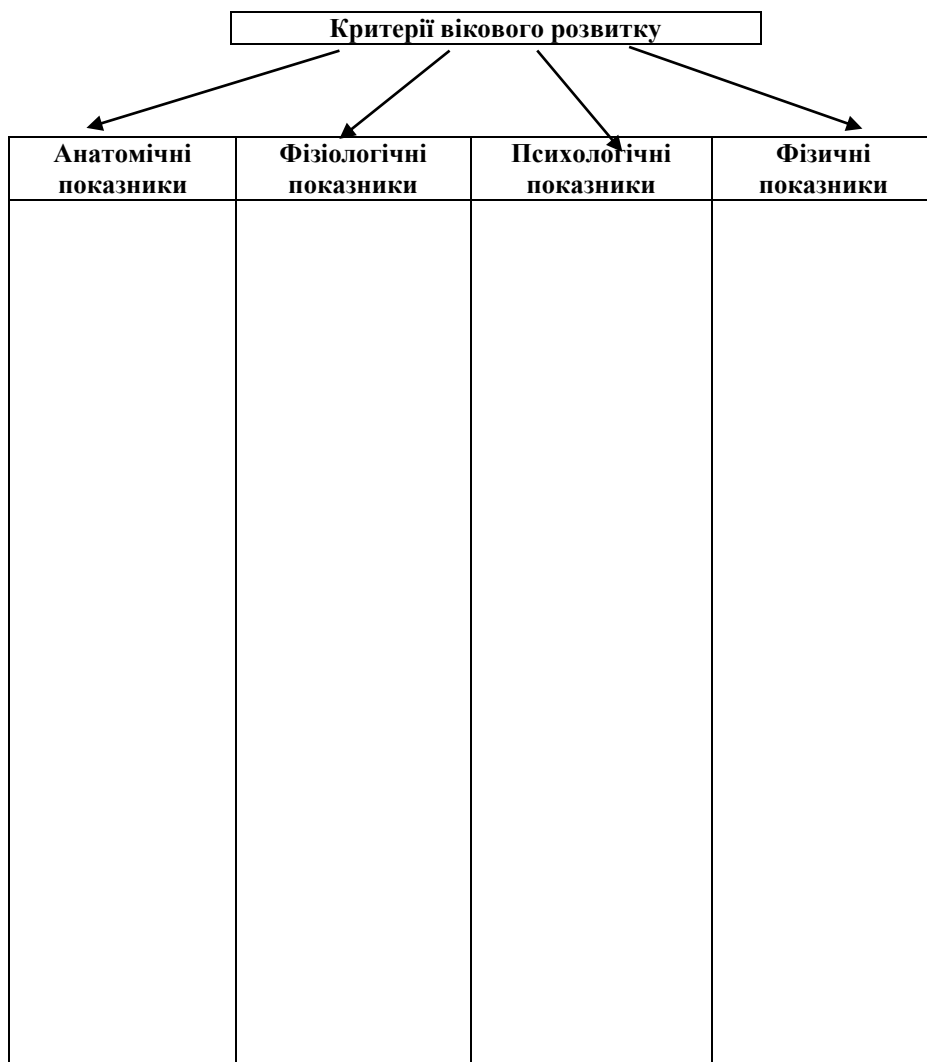 Критерії вікового розвитку
Анатомічні
показники
Фізіологічні
показники
Психологічні
показники
Фізичні
показники